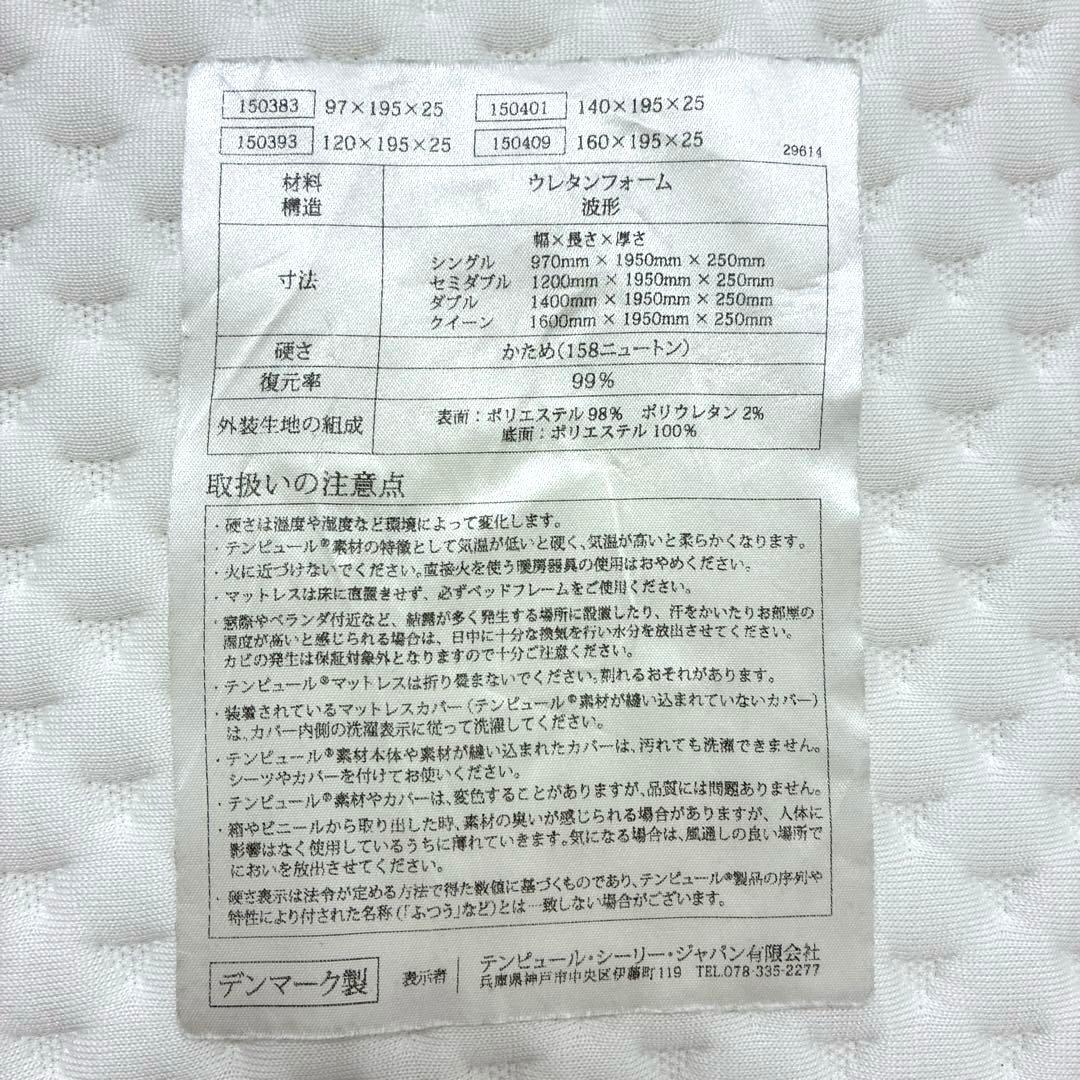 150383 97×195×25 150401 140×195×25
150393 120×195×25 150409 160×195×25
29614
材料 ウレタンフォーム
構造 波形
寸法 幅×長さ×厚さ
シングル 970mm × 1950mm × 250mm
セミダブル 1200mm × 1950mm × 250mm
ダブル 1400mm × 1950mm × 250mm
クイーン 1600mm × 1950mm × 250mm
硬さ かため(158ニュートン)
復元率 99%
外装生地の組成 表面：ポリエステル98% ポリウレタン2%
底面：ポリエステル100%
取扱いの注意点
・硬さは温度や湿度など環境によって変化します。
・テンピュール®素材の特徴として気温が低いと硬く、気温が高いと柔らかくなります。
・火に近づけないでください。直接火を使う暖房器具の使用はおやめください。
・マットレスは床に直置きせず、必ずベッドフレームをご使用ください。
・窓際やベランダ付近など、結露が多く発生する場所に設置したり、汗をかいたりお部屋の
湿度が高いと感じられる場合は、日中に十分な換気を行い水分を放出させてください。
カビの発生は保証対象外となりますので十分ご注意ください。
・テンピュール®マットレスは折り畳まないでください。割れるおそれがあります。
・装着されているマットレスカバー(テンピュール®素材が縫い込まれていないカバー)
は、カバー内側の洗濯表示に従って洗濯してください。
・テンピュール®素材本体や素材が縫い込まれたカバーは、汚れても洗濯できません。
シーツやカバーを付けてお使いください。
・テンピュール®素材やカバーは、変色することがありますが、品質には問題ありません。
・箱やビニールから取り出した時、素材の臭いが感じられる場合がありますが、人体に
影響はなく使用しているうちに薄れていきます。気になる場合は、風通しの良い場所で
においを放出させてください。
・硬さ表示は法令が定める方法で得た数値に基づくものであり、テンピュール®製品の序列や
特性により付された名称(「ふつう」など)とは一致しない場合がございます。
デンマーク製 表示者 テンピュール・シーリー・ジャパン有限会社
兵庫県神戸市中央区伊藤町119 TEL.078-335-2277